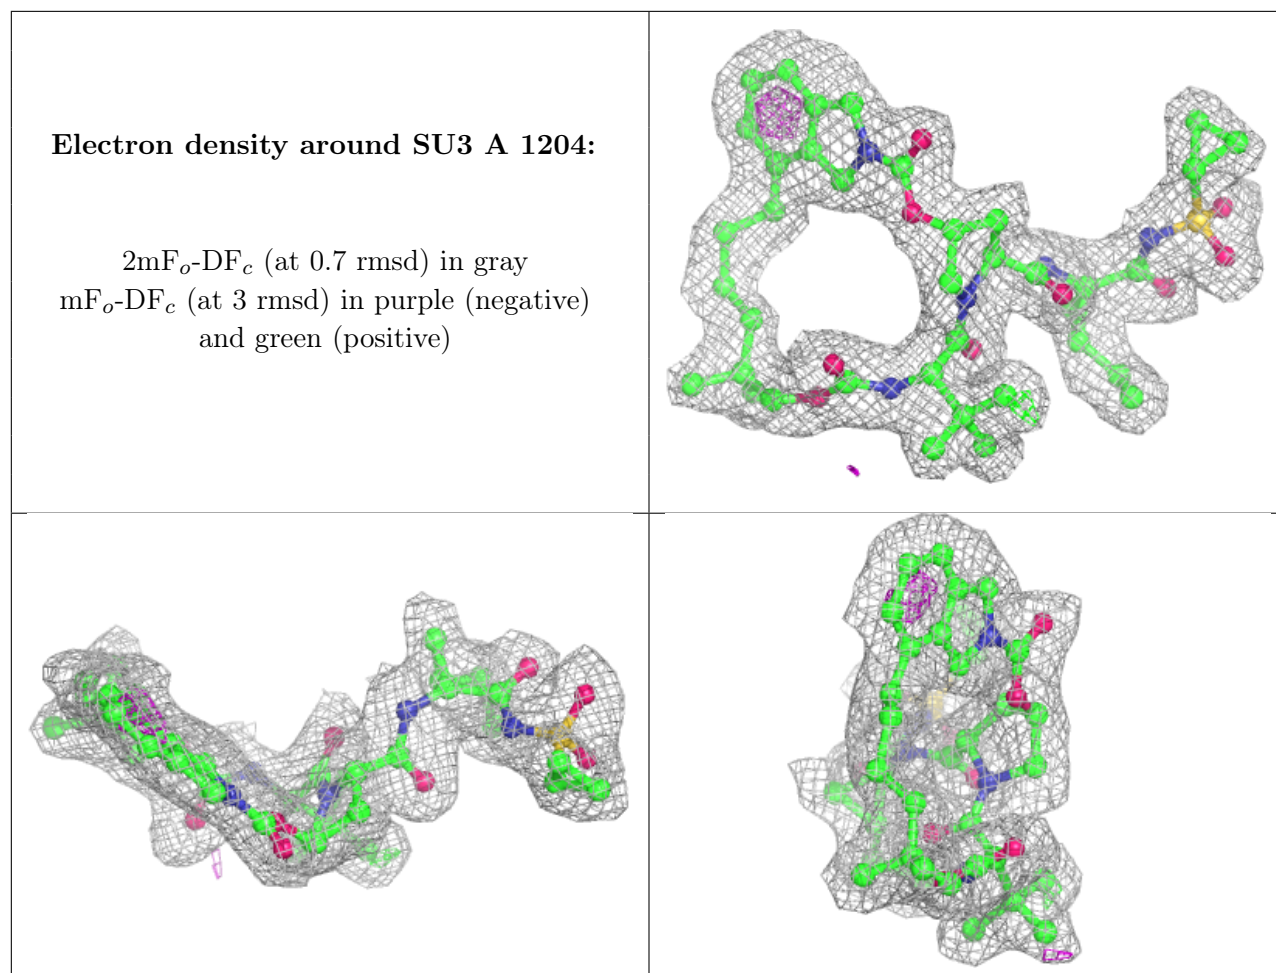 Electron density around SU3 A 1204:
2mFo-DFc (at 0.7 rmsd) in gray
mFo-DFc (at 3 rmsd) in purple (negative)
and green (positive)